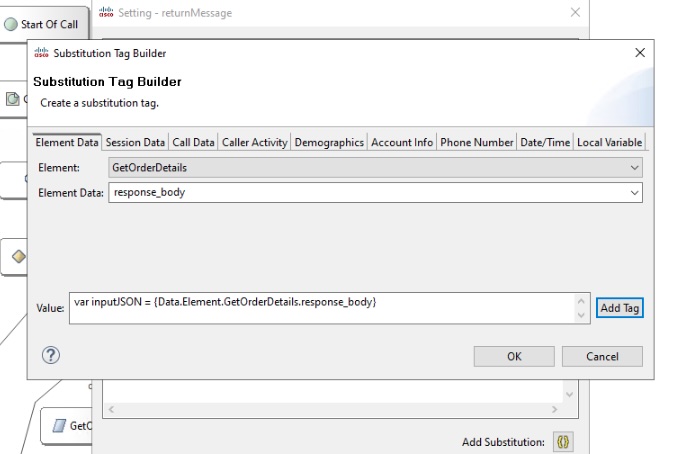 Start Of Call
cisco Setting - returnMessage
cisco Substitution Tag Builder
Substitution Tag Builder
Create a substitution tag.
Element Data Session Data Call Data Caller Activity Demographics Account Info Phone Number Date/Time Local Variable
Element: GetOrderDetails
Element Data: response_body
Value: var inputJSON = {Data.Element.GetOrderDetails.response_body} Add Tag
? OK Cancel
GetO
Add Substitution: {}